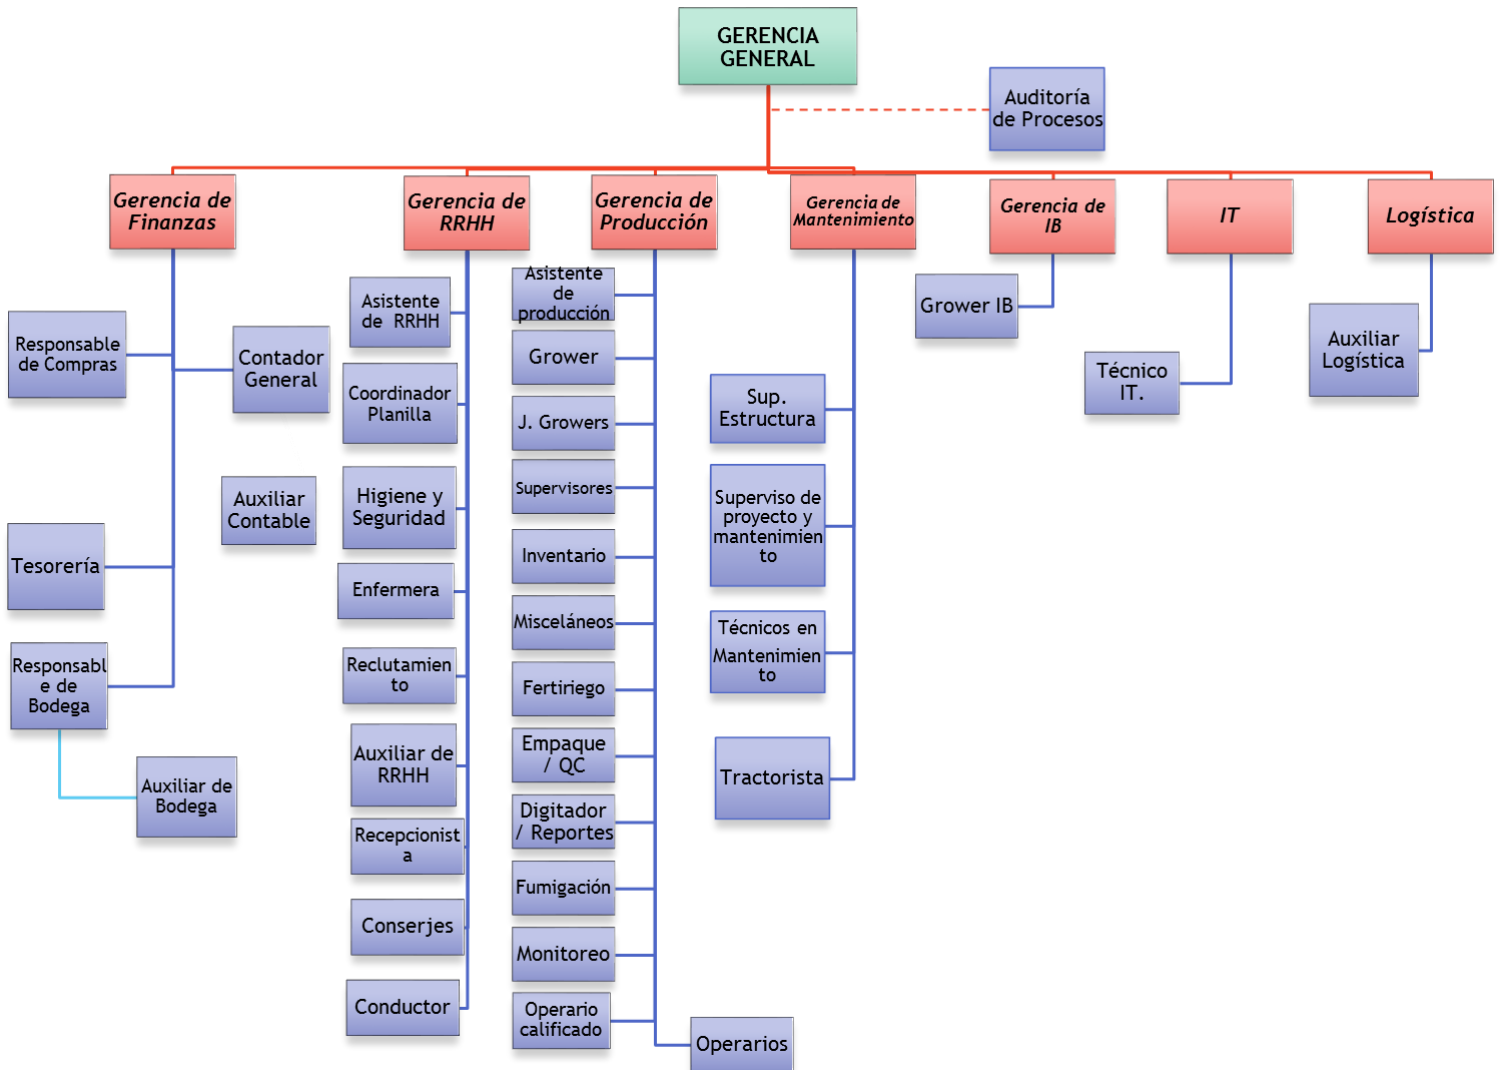 GERENCIA
GENERAL
Auditoría
de Procesos
Gerencia de
Finanzas
Gerencia de
RRHH
Gerencia de
Producción
Gerencia de
Mantenimiento
Gerencia de
IB
IT
Logística
Responsable
de Compras
Contador
General
Auxiliar
Contable
Tesorería
Responsabl
e de
Bodega
Auxiliar de
Bodega
Asistente
de RRHH
Coordinador
Planilla
Higiene y
Seguridad
Enfermera
Reclutamien
to
Auxiliar de
RRHH
Recepcionist
a
Conserjes
Conductor
Asistente
de
producción
Grower
J. Growers
Supervisores
Inventario
Misceláneos
Fertiriego
Empaque
/ QC
Digitador
/ Reportes
Fumigación
Monitoreo
Operario
calificado
Operarios
Sup.
Estructura
Superviso de
proyecto y
mantenimien
to
Técnicos en
Mantenimien
to
Tractorista
Grower IB
Técnico
IT.
Auxiliar
Logística